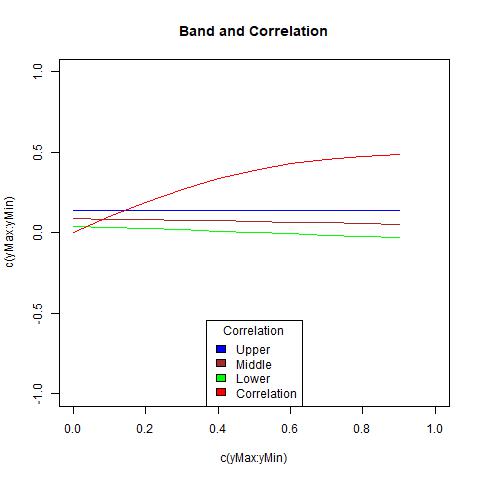 Band and Correlation
c(yMax:yMin)
1.0
0.5
0.0
-0.5
-1.0
Correlation
Upper
Middle
Lower
Correlation
0.0 0.2 0.4 0.6 0.8 1.0
c(yMax:yMin)